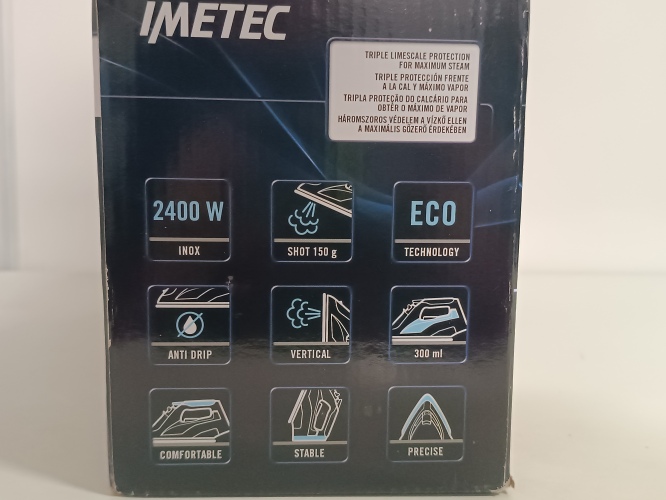 IMETEC
TRIPLE LIMESCALE PROTECTION
FOR MAXIMUM STEAM
TRIPLE PROTECCIÓN FRENTE
A LA CAL Y MÁXIMO VAPOR
TRIPLA PROTEÇÃO DO CALCÁRIO PARA
OBTER O MÁXIMO DE VAPOR
HÁROMSZOROS VÉDELEM A VÍZKŐ ELLEN
A MAXIMÁLIS GŐZERŐ ÉRDEKÉBEN
2400 W
INOX
SHOT 150 g
ECO
TECHNOLOGY
ANTI DRIP
VERTICAL
300 ml
COMFORTABLE
STABLE
PRECISE